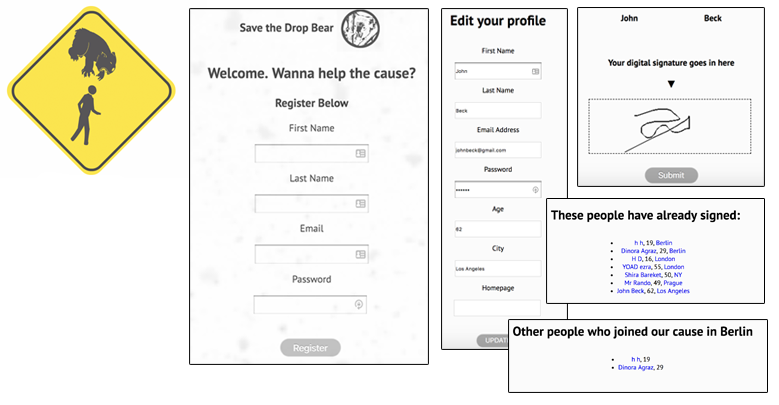 Save the Drop Bear
Welcome. Wanna help the cause?
Register Below
First Name
Last Name
Email
Password
Register
Edit your profile
First Name
John
Last Name
Beck
Email Address
johnbeck@gmail.com
Password
••••••
Age
62
City
Los Angeles
Homepage
UPDAT
John Beck
Your digital signature goes in here
▼
Submit
These people have already signed:
• h h, 19, Berlin
• Dinora Agraz, 29, Berlin
• H D, 16, London
• YOAD ezra, 55, London
• Shira Bareket, 50, NY
• Mr Rando, 49, Prague
• John Beck, 62, Los Angeles
Other people who joined our cause in Berlin
• h h, 19
• Dinora Agraz, 29